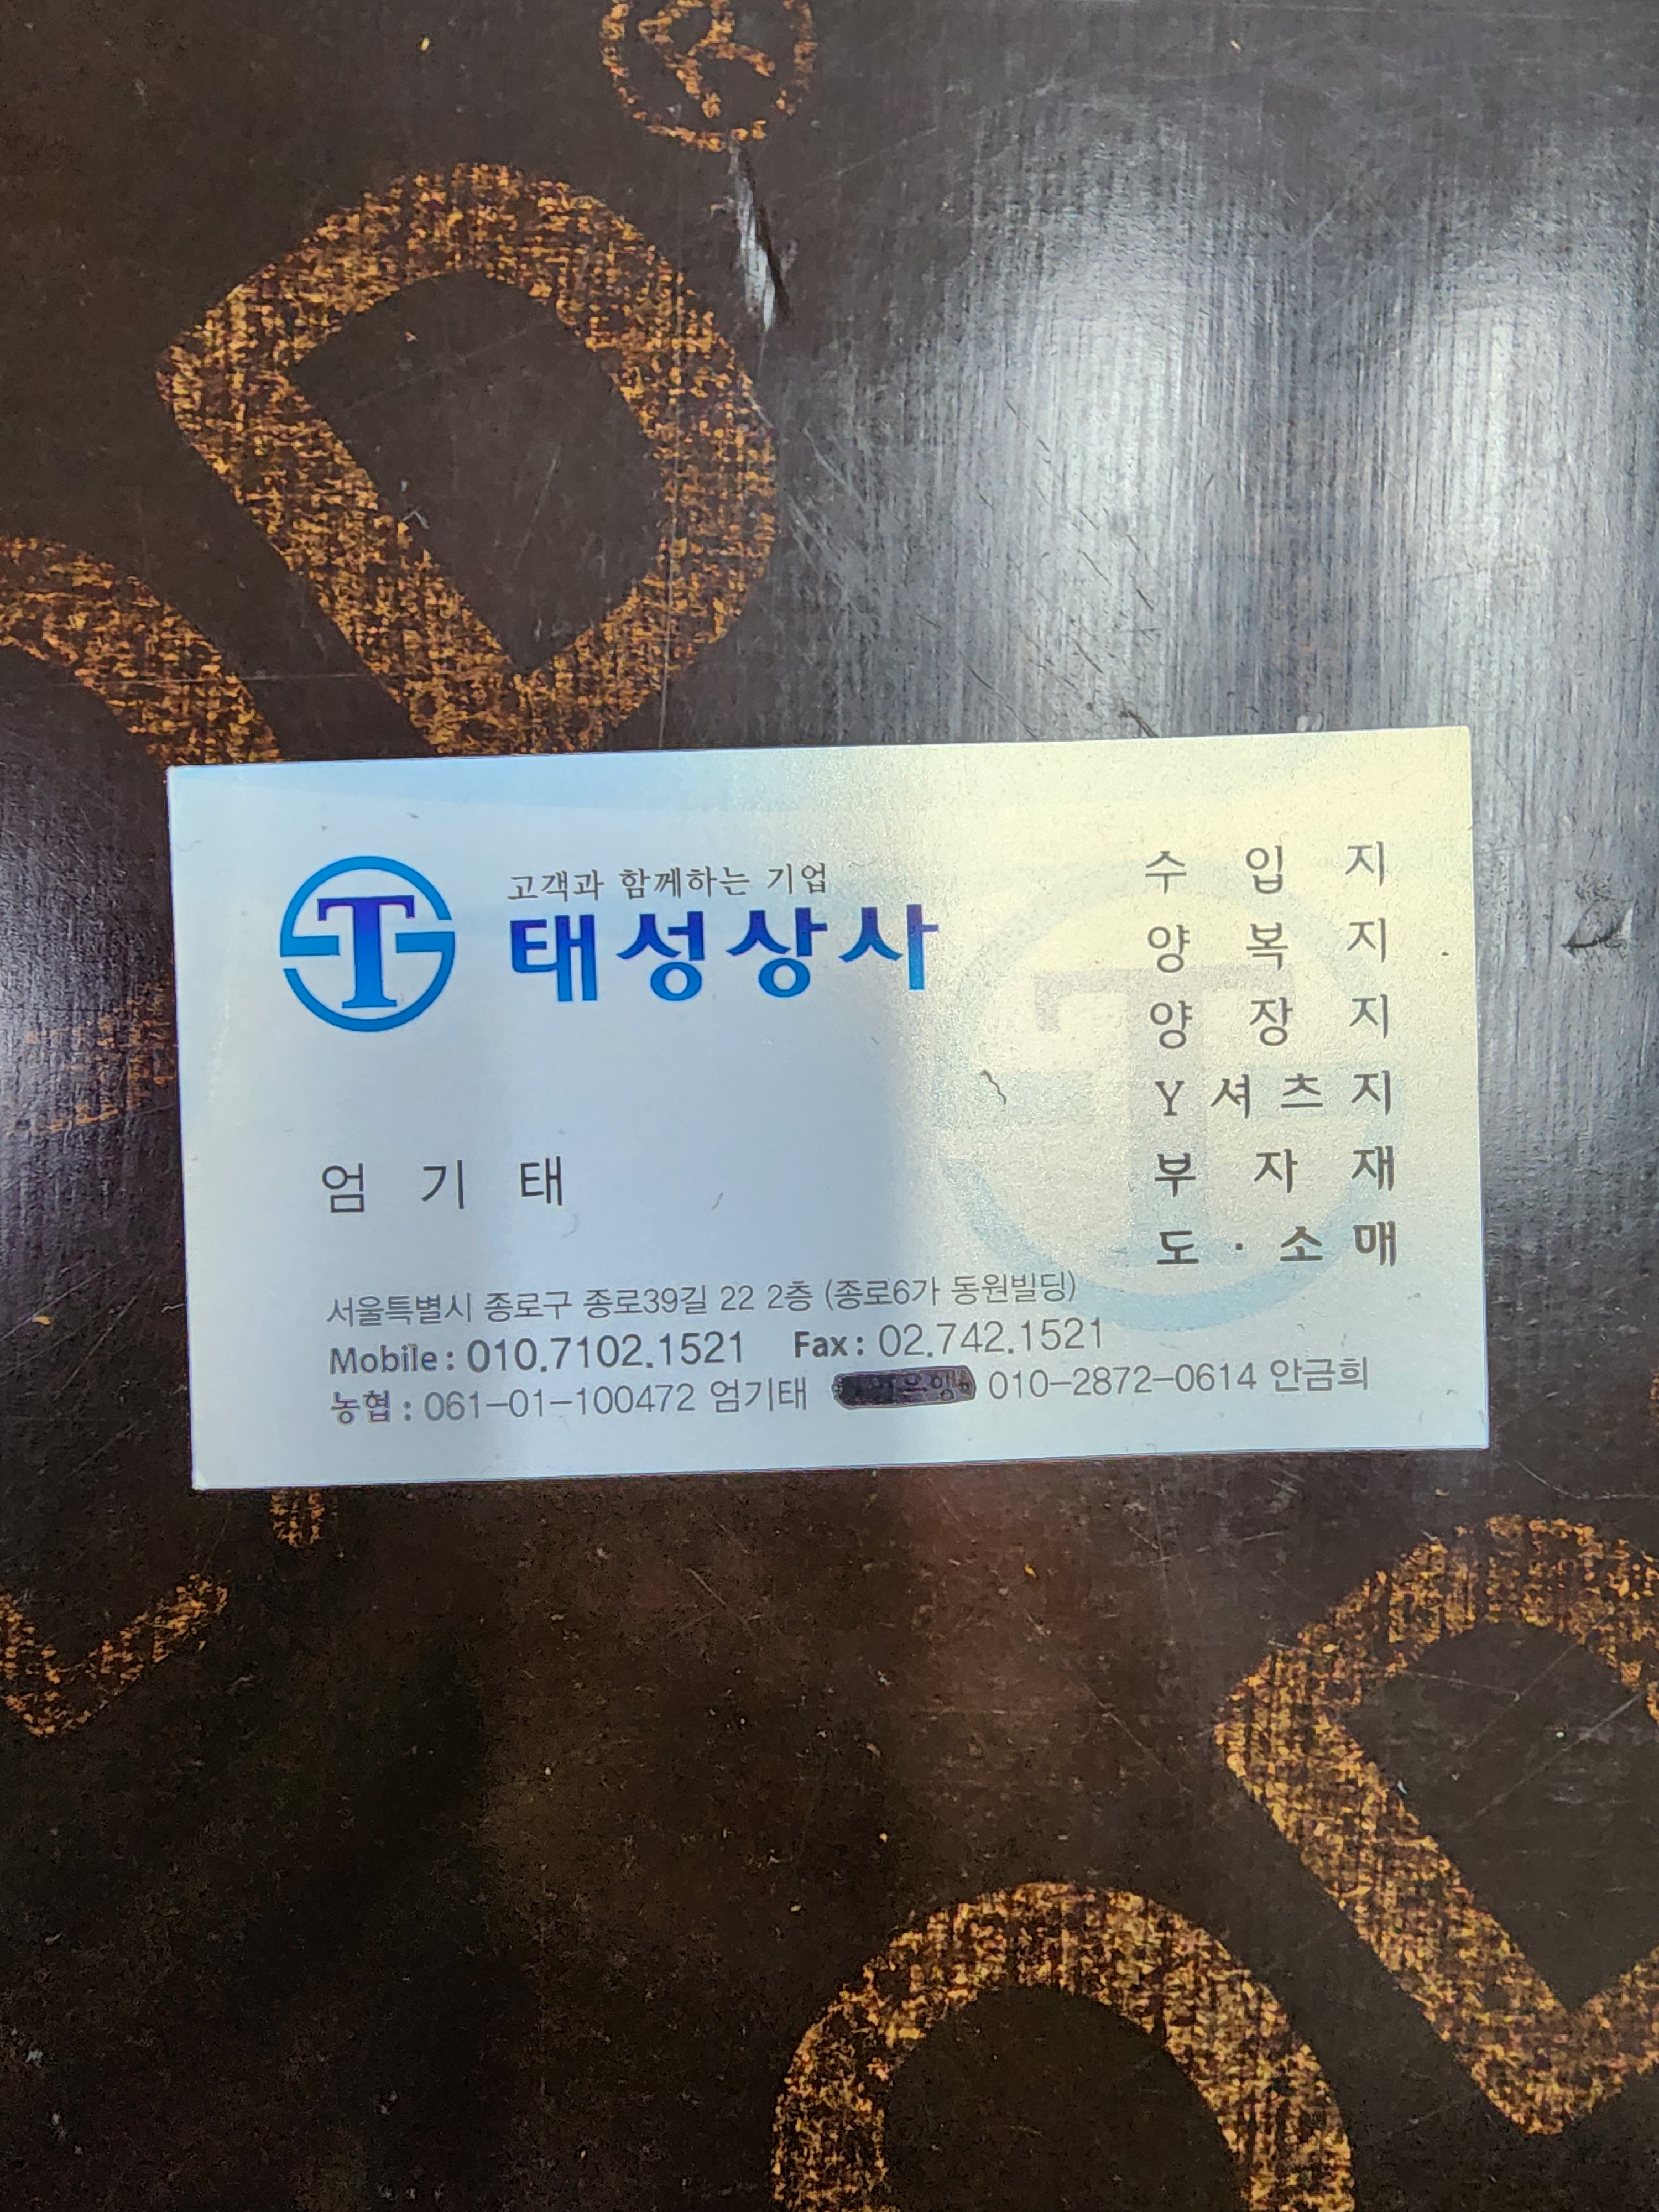 고객과 함께하는 기업
태성상사
엄 기 태
수 입 지
양 복 지
양 장 지
Y 셔 츠 지
부 자 재
도 · 소 매
서울특별시 종로구 종로39길 22 2층 (종로6가 동원빌딩)
Mobile : 010.7102.1521 Fax : 02.742.1521
농협 : 061-01-100472 엄기태 010-2872-0614 안금희